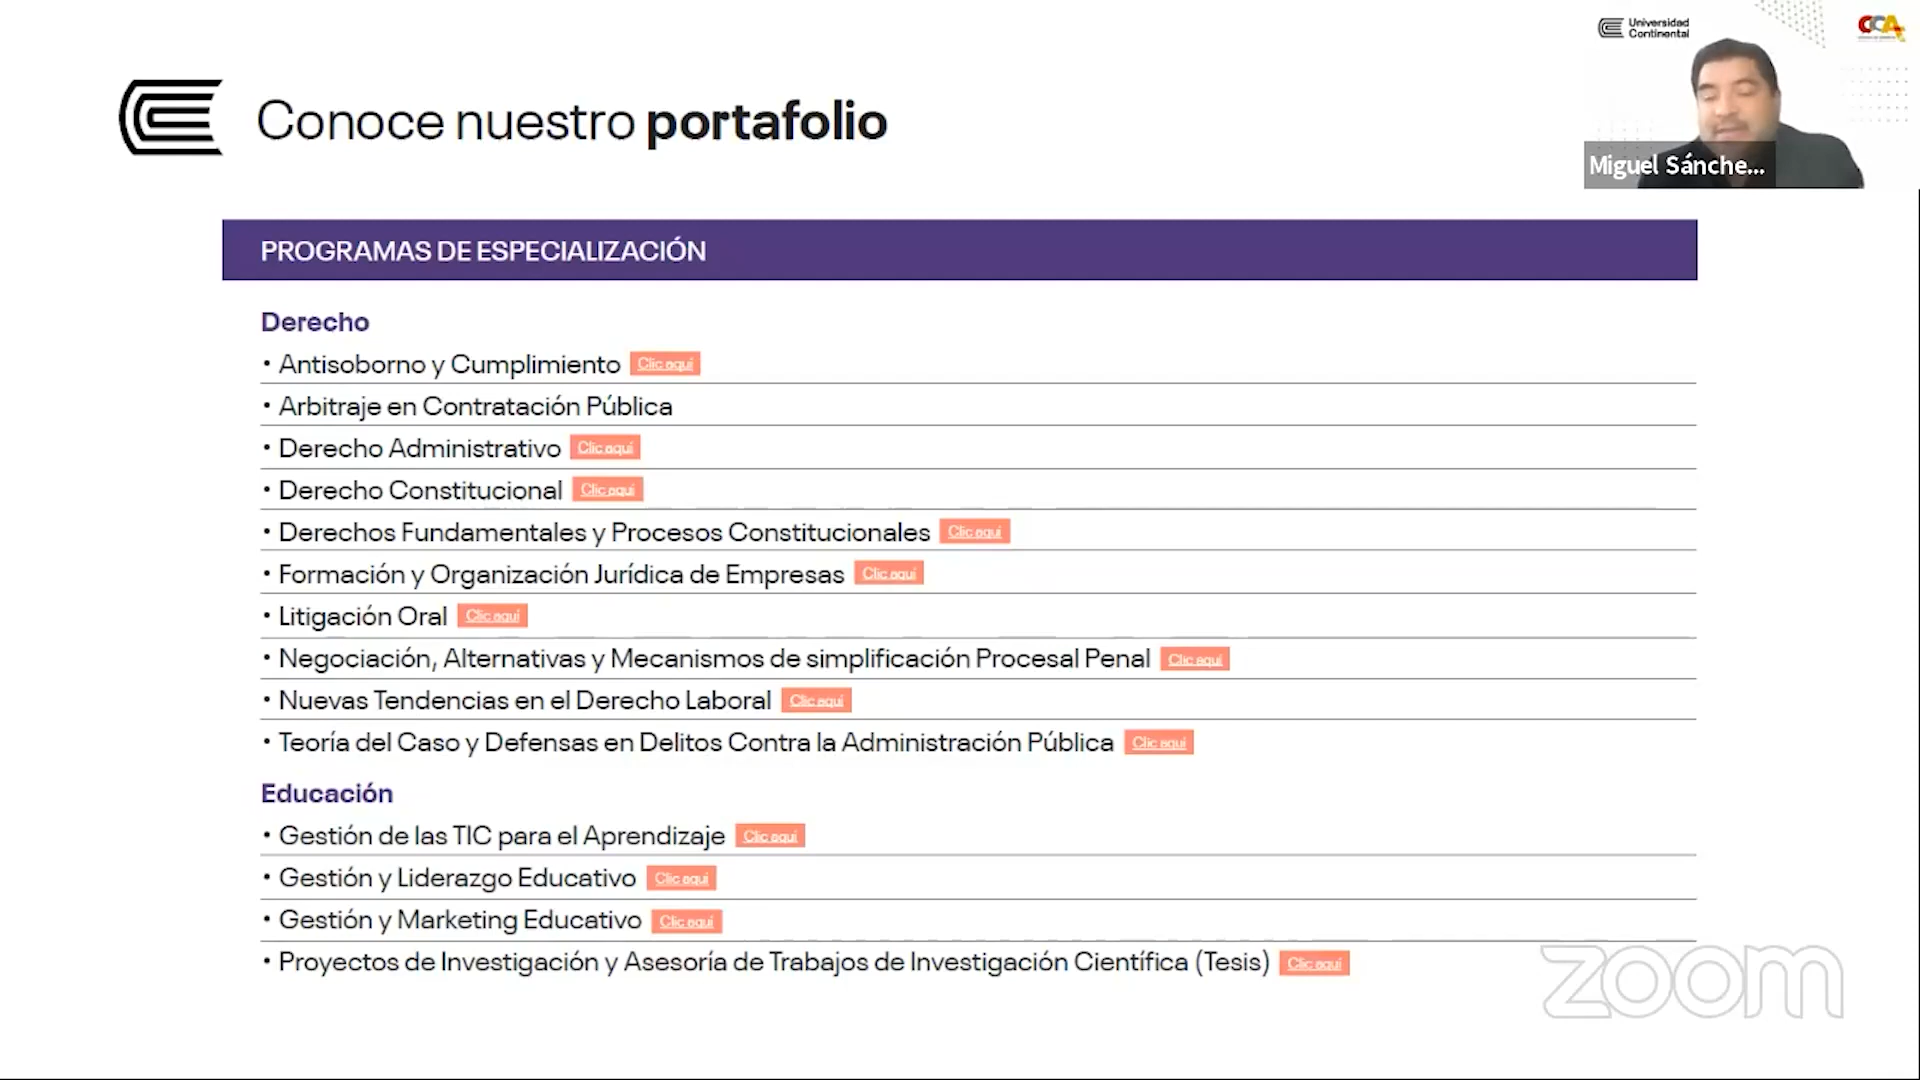 Universidad
Continental
CCA
Conoce nuestro portafolio
Miguel Sánche...
PROGRAMAS DE ESPECIALIZACIÓN
Derecho
• Antisoborno y Cumplimiento Clic aquí
• Arbitraje en Contratación Pública
• Derecho Administrativo Clic aquí
• Derecho Constitucional Clic aquí
• Derechos Fundamentales y Procesos Constitucionales Clic aquí
• Formación y Organización Jurídica de Empresas Clic aquí
• Litigación Oral Clic aquí
• Negociación, Alternativas y Mecanismos de simplificación Procesal Penal Clic aquí
• Nuevas Tendencias en el Derecho Laboral Clic aquí
• Teoría del Caso y Defensas en Delitos Contra la Administración Pública Clic aquí
Educación
• Gestión de las TIC para el Aprendizaje Clic aquí
• Gestión y Liderazgo Educativo Clic aquí
• Gestión y Marketing Educativo Clic aquí
• Proyectos de Investigación y Asesoría de Trabajos de Investigación Científica (Tesis) Clic aquí
zoom